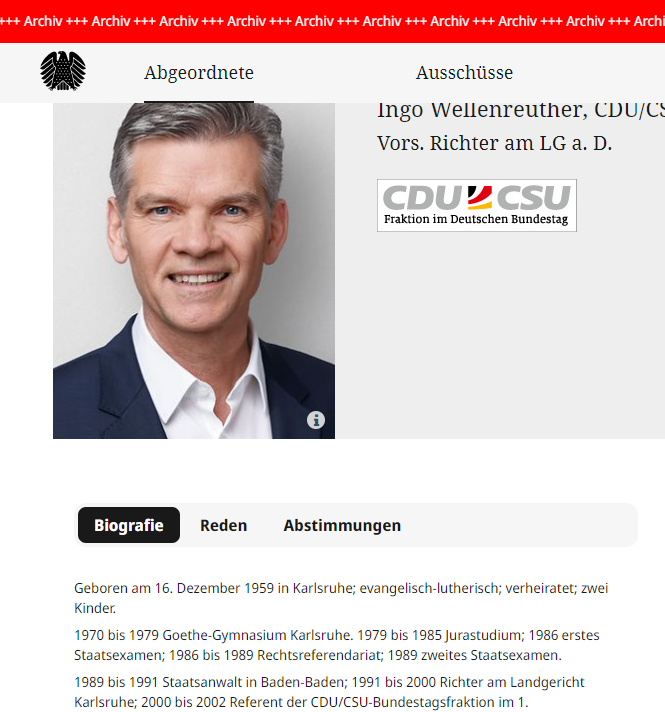 +++ Archiv +++ Archiv +++ Archiv +++ Archiv +++ Archiv +++ Archiv +++ Archiv +++ Archiv +++ Archiv +++
Abgeordnete Ausschüsse
Ingo Wellenreuther, CDU/CS
Vors. Richter am LG a. D.
CDU CSU
Fraktion im Deutschen Bundestag
i
Biografie Reden Abstimmungen
Geboren am 16. Dezember 1959 in Karlsruhe; evangelisch-lutherisch; verheiratet; zwei
Kinder.
1970 bis 1979 Goethe-Gymnasium Karlsruhe. 1979 bis 1985 Jurastudium; 1986 erstes
Staatsexamen; 1986 bis 1989 Rechtsreferendariat; 1989 zweites Staatsexamen.
1989 bis 1991 Staatsanwalt in Baden-Baden; 1991 bis 2000 Richter am Landgericht
Karlsruhe; 2000 bis 2002 Referent der CDU/CSU-Bundestagsfraktion im 1.